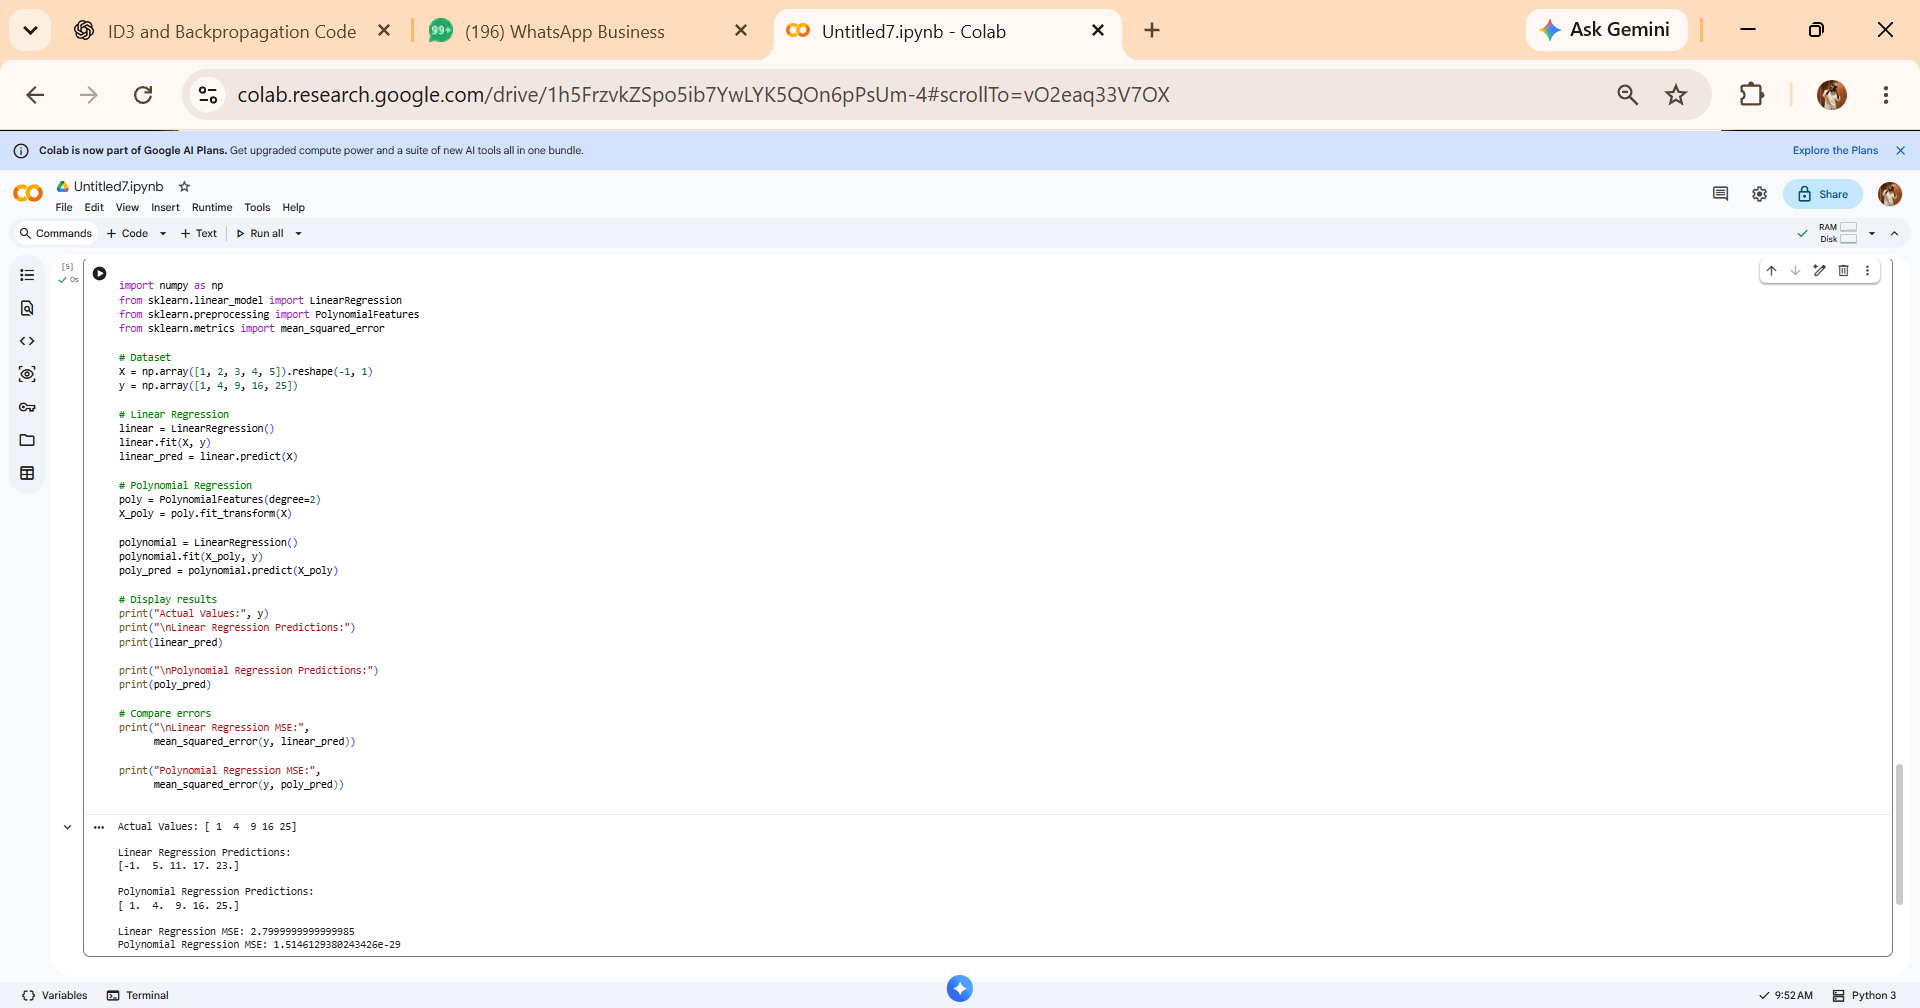 ID3 and Backpropagation Code
99+
(196) WhatsApp Business
Untitled7.ipynb - Colab
Ask Gemini
colab.research.google.com/drive/1h5FrzvkZSpo5ib7YwLYK5QOn6pPsUm-4#scrollTo=vO2eaq33V7OX
Colab is now part of Google AI Plans. Get upgraded compute power and a suite of new AI tools all in one bundle.
Explore the Plans
Untitled7.ipynb
File Edit View Insert Runtime Tools Help
Share
Commands + Code + Text Run all
RAM
Disk
[5]
0s
import numpy as np
from sklearn.linear_model import LinearRegression
from sklearn.preprocessing import PolynomialFeatures
from sklearn.metrics import mean_squared_error
# Dataset
X = np.array([1, 2, 3, 4, 5]).reshape(-1, 1)
y = np.array([1, 4, 9, 16, 25])
# Linear Regression
linear = LinearRegression()
linear.fit(X, y)
linear_pred = linear.predict(X)
# Polynomial Regression
poly = PolynomialFeatures(degree=2)
X_poly = poly.fit_transform(X)
polynomial = LinearRegression()
polynomial.fit(X_poly, y)
poly_pred = polynomial.predict(X_poly)
# Display results
print("Actual Values:", y)
print("\nLinear Regression Predictions:")
print(linear_pred)
print("\nPolynomial Regression Predictions:")
print(poly_pred)
# Compare errors
print("\nLinear Regression MSE:",
mean_squared_error(y, linear_pred))
print("Polynomial Regression MSE:",
mean_squared_error(y, poly_pred))
Actual Values: [ 1  4  9 16 25]
Linear Regression Predictions:
[-1.  5. 11. 17. 23.]
Polynomial Regression Predictions:
[ 1.  4.  9. 16. 25.]
Linear Regression MSE: 2.7999999999999985
Polynomial Regression MSE: 1.5146129380243426e-29
Variables Terminal
9:52 AM Python 3